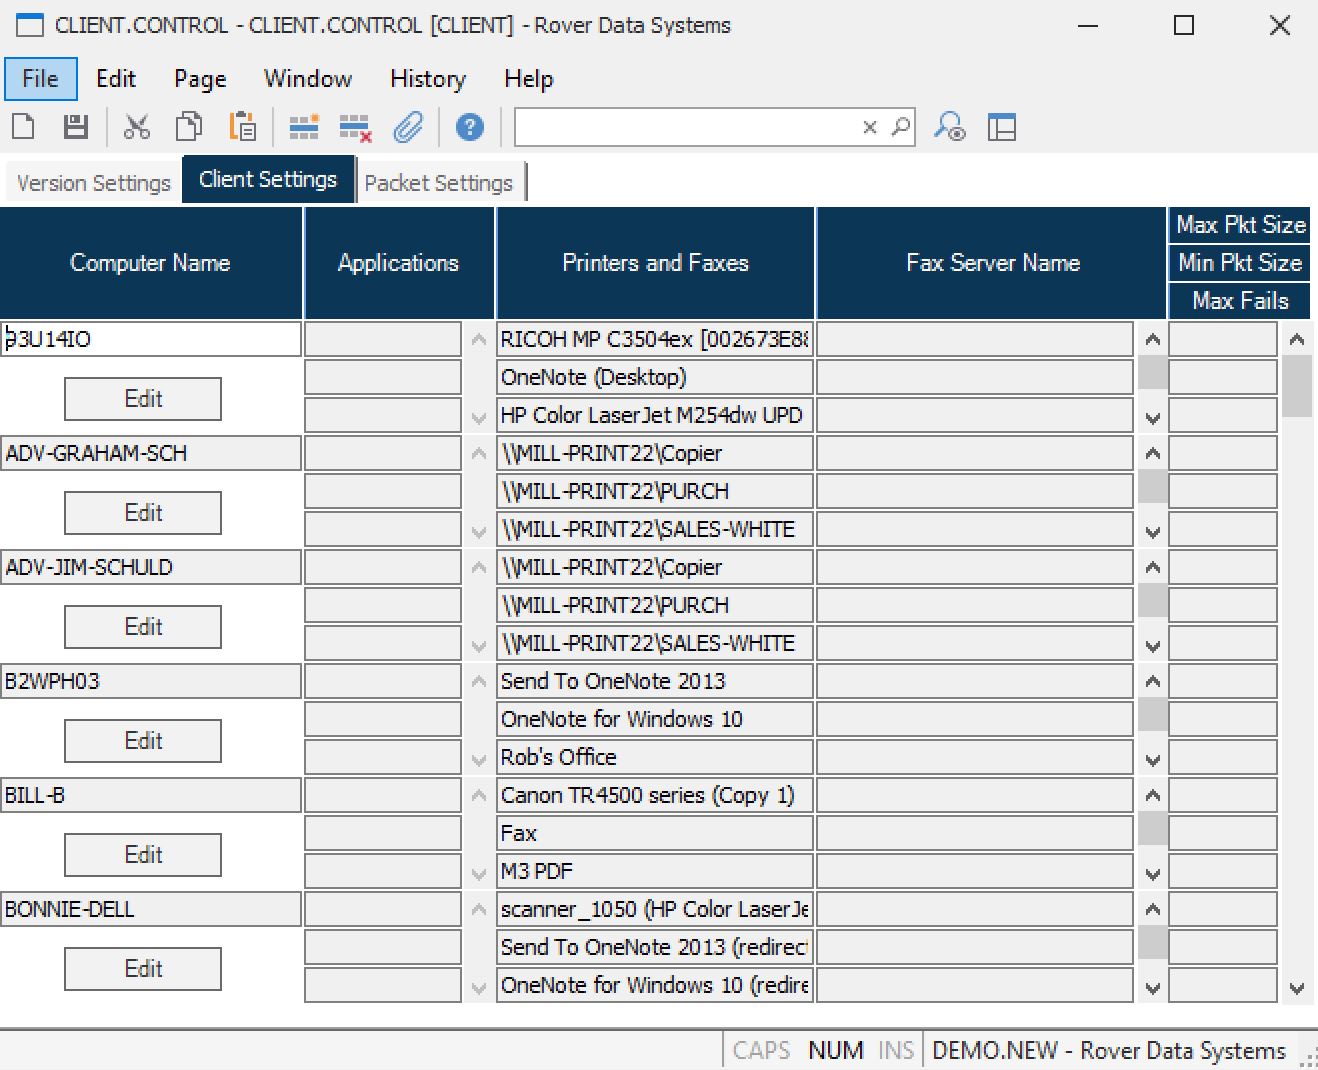 CLIENT.CONTROL - CLIENT.CONTROL [CLIENT] - Rover Data Systems
File Edit Page Window History Help
Version Settings Client Settings Packet Settings
Computer Name Applications Printers and Faxes Fax Server Name Max Pkt Size
Min Pkt Size
Max Fails
93U14IO RICOH MP C3504ex [002673E88
OneNote (Desktop)
Edit
HP Color LaserJet M254dw UPD
ADV-GRAHAM-SCH \\MILL-PRINT22\Copier
\\MILL-PRINT22\PURCH
Edit
\\MILL-PRINT22\SALES-WHITE
ADV-JIM-SCHULD \\MILL-PRINT22\Copier
\\MILL-PRINT22\PURCH
Edit
\\MILL-PRINT22\SALES-WHITE
B2WPH03 Send To OneNote 2013
OneNote for Windows 10
Edit
Rob's Office
BILL-B Canon TR4500 series (Copy 1)
Fax
Edit
M3 PDF
BONNIE-DELL scanner_1050 (HP Color LaserJe
Send To OneNote 2013 (redirect
Edit
OneNote for Windows 10 (redire
CAPS NUM INS DEMO.NEW - Rover Data Systems